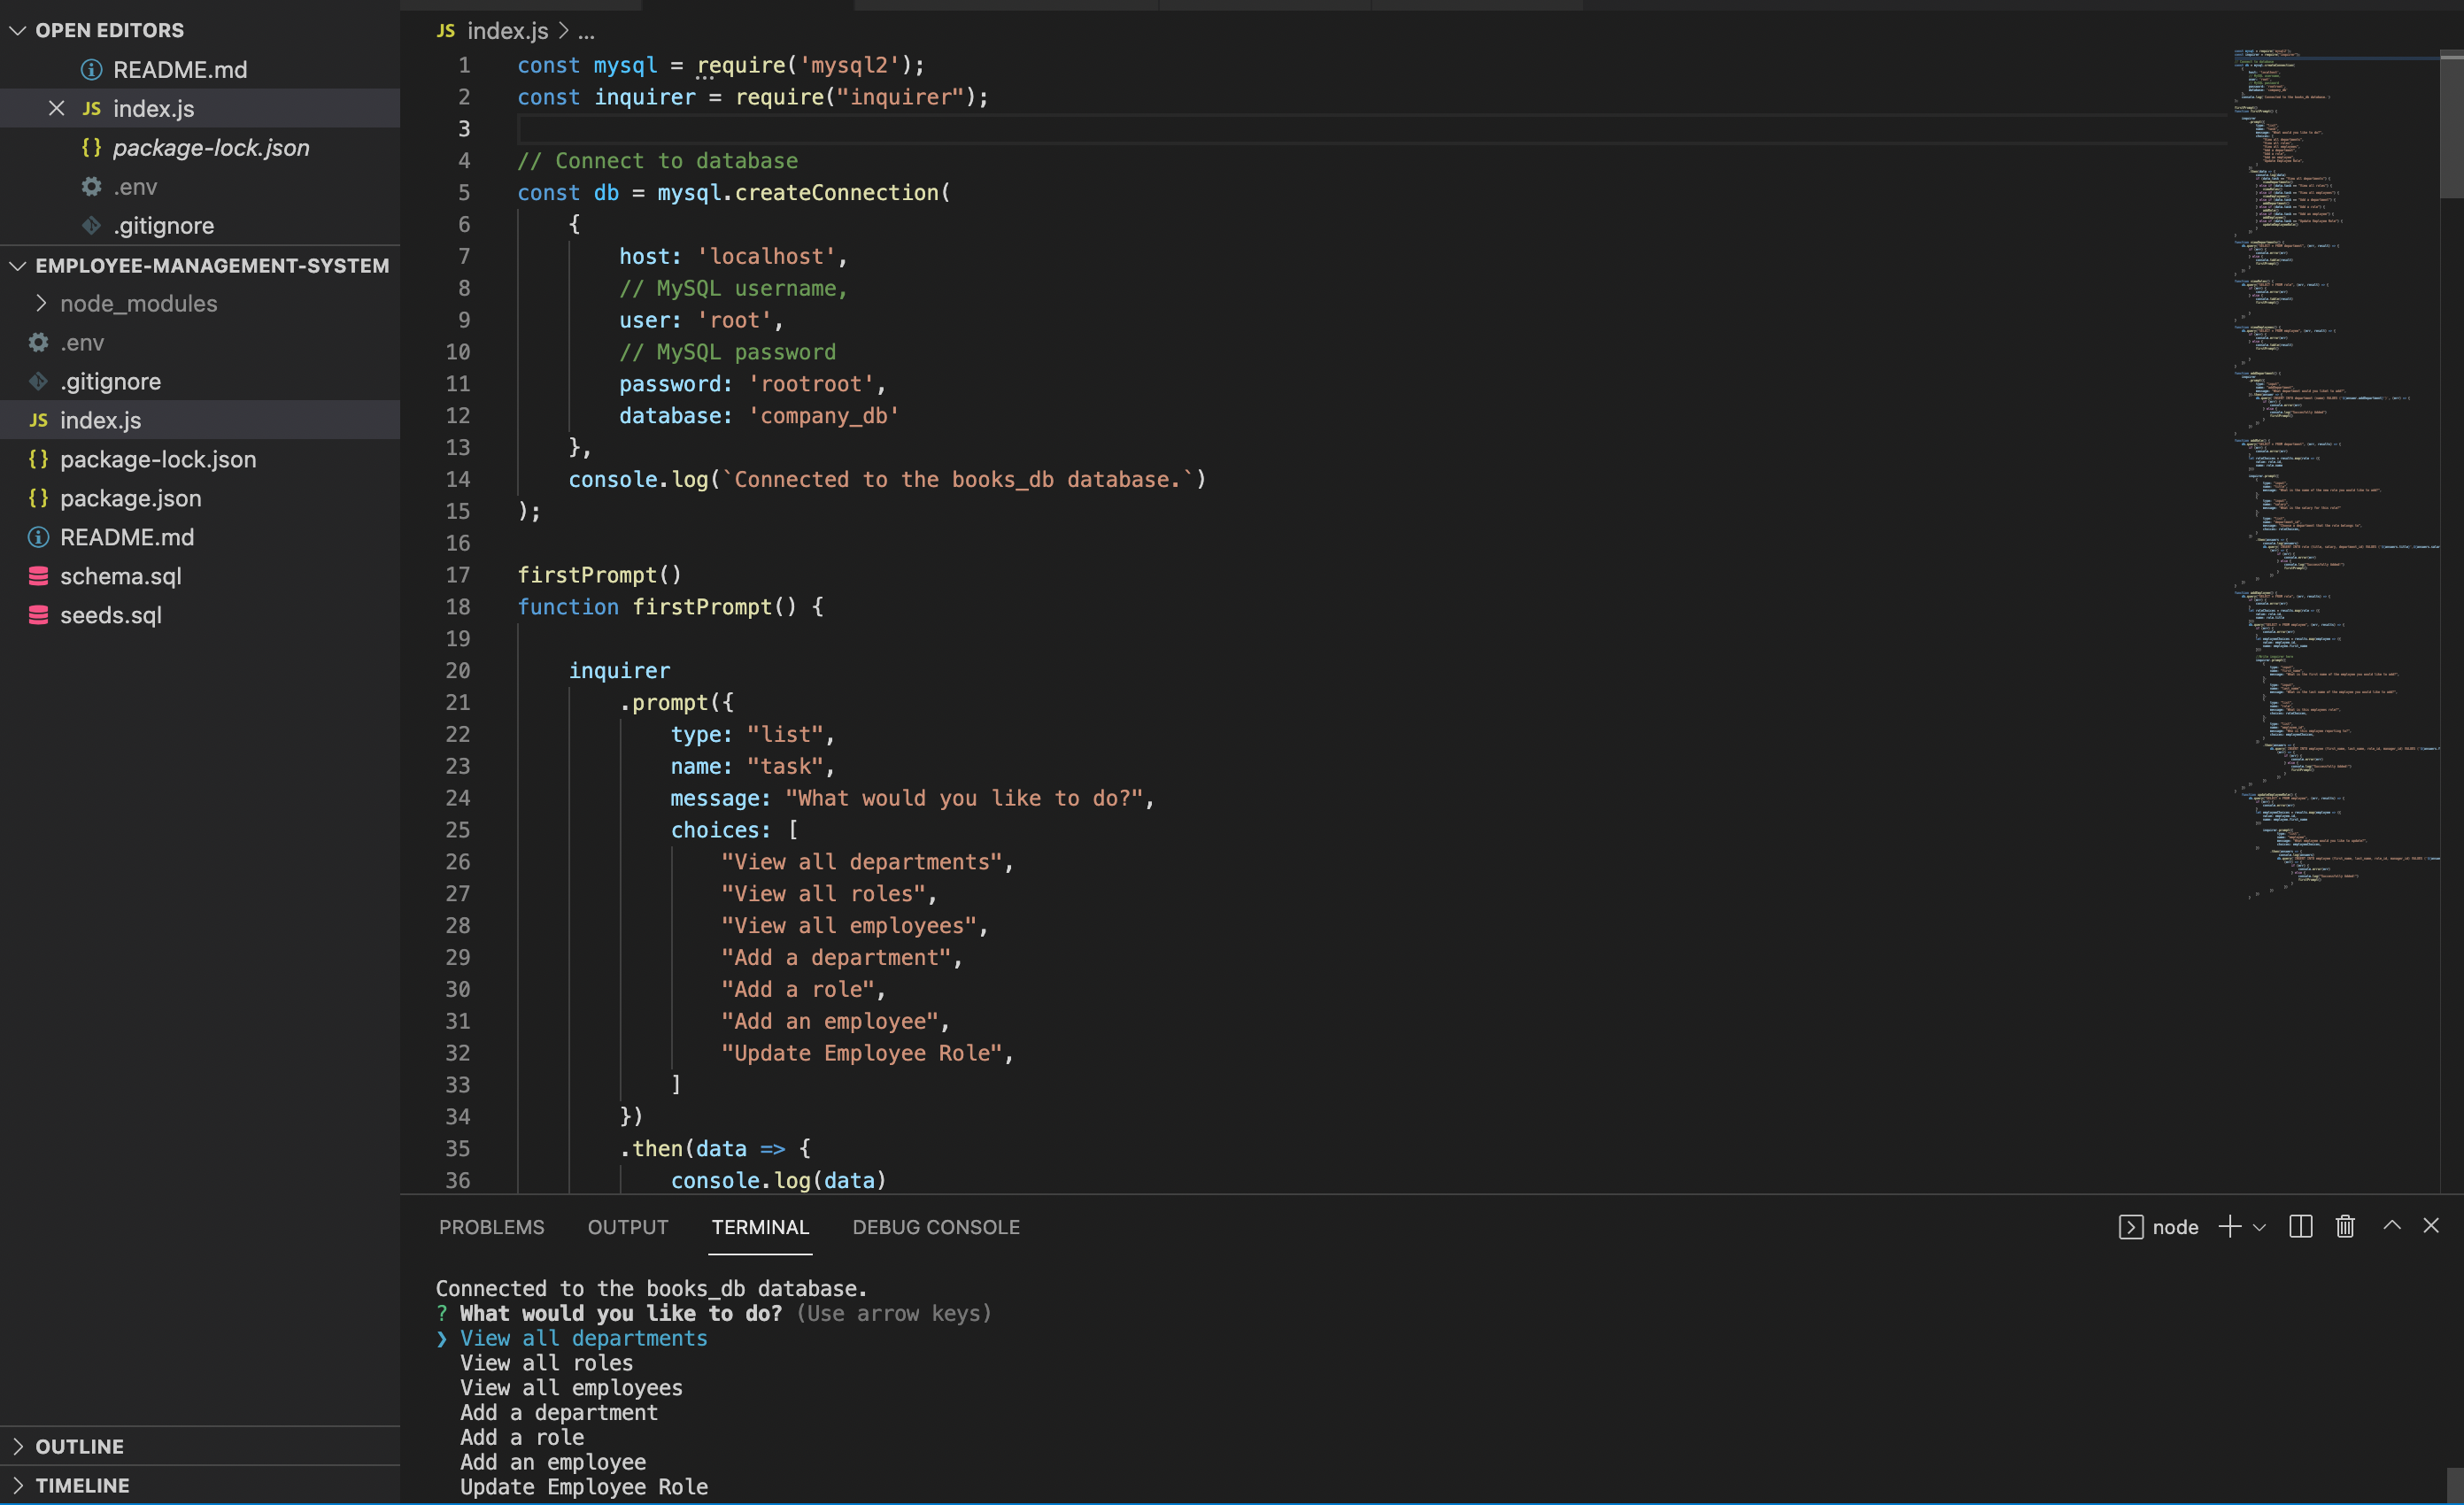 OPEN EDITORS
README.md
JS index.js
{} package-lock.json
.env
.gitignore
EMPLOYEE-MANAGEMENT-SYSTEM
node_modules
.env
.gitignore
JS index.js
{} package-lock.json
{} package.json
README.md
schema.sql
seeds.sql
OUTLINE
TIMELINE
JS index.js > ...
1 const mysql = require('mysql2');
2 const inquirer = require("inquirer");
3
4 // Connect to database
5 const db = mysql.createConnection(
6 {
7 host: 'localhost',
8 // MySQL username,
9 user: 'root',
10 // MySQL password
11 password: 'rootroot',
12 database: 'company_db'
13 },
14 console.log(`Connected to the books_db database.`)
15 );
16
17 firstPrompt()
18 function firstPrompt() {
19
20 inquirer
21 .prompt({
22 type: "list",
23 name: "task",
24 message: "What would you like to do?",
25 choices: [
26 "View all departments",
27 "View all roles",
28 "View all employees",
29 "Add a department",
30 "Add a role",
31 "Add an employee",
32 "Update Employee Role",
33 ]
34 })
35 .then(data => {
36 console.log(data)
PROBLEMS OUTPUT TERMINAL DEBUG CONSOLE
node
Connected to the books_db database.
? What would you like to do? (Use arrow keys)
❯ View all departments
View all roles
View all employees
Add a department
Add a role
Add an employee
Update Employee Role